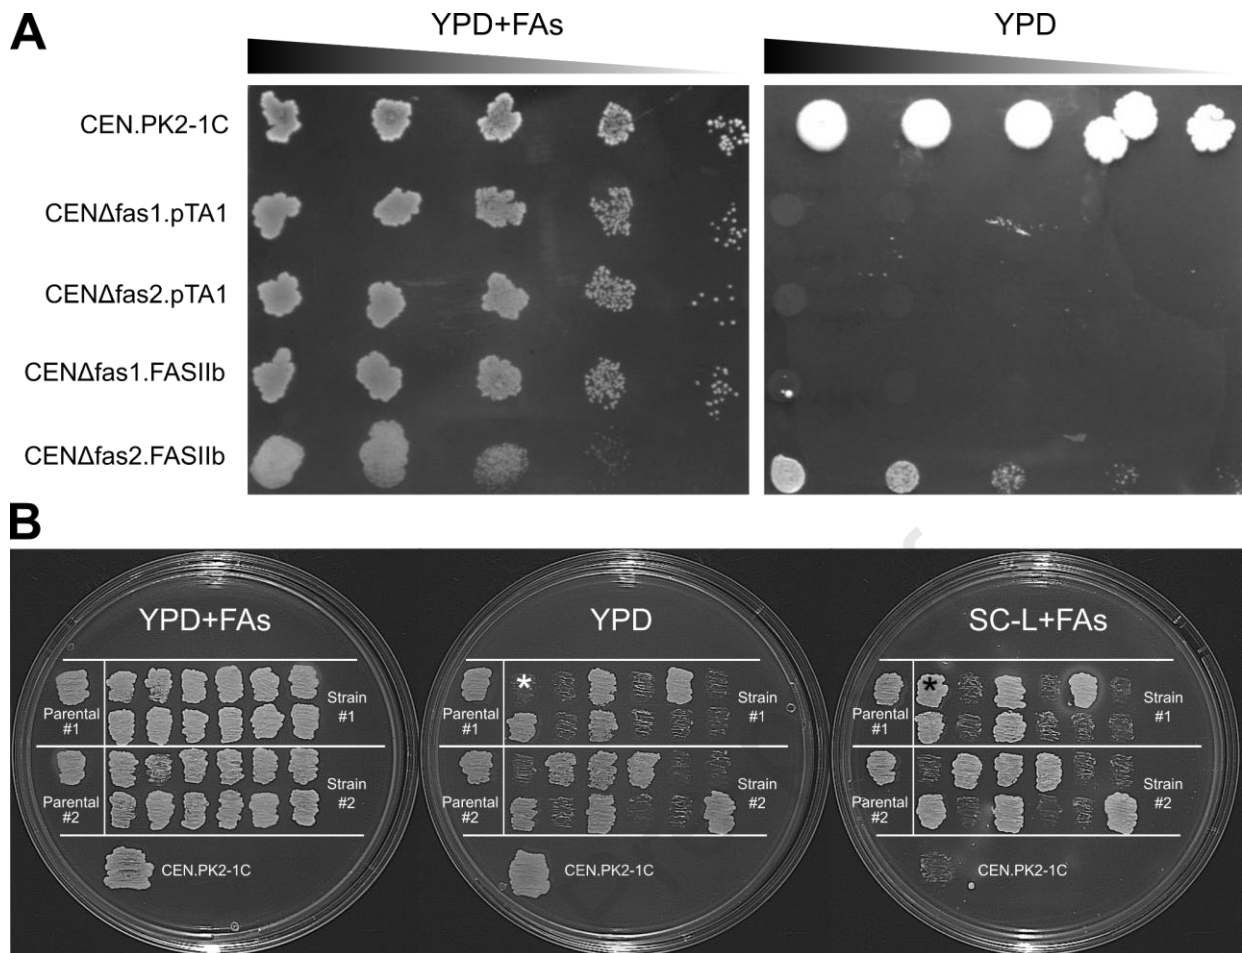 A
YPD+FAs
YPD
CEN.PK2-1C
CENΔfas1.pTA1
CENΔfas2.pTA1
CENΔfas1.FASIIb
CENΔfas2.FASIIb
B
YPD+FAs
Parental
#1
Strain
#1
Parental
#2
Strain
#2
CEN.PK2-1C
YPD
*
Parental
#1
Strain
#1
Parental
#2
Strain
#2
CEN.PK2-1C
SC-L+FAs
*
Parental
#1
Strain
#1
Parental
#2
Strain
#2
CEN.PK2-1C